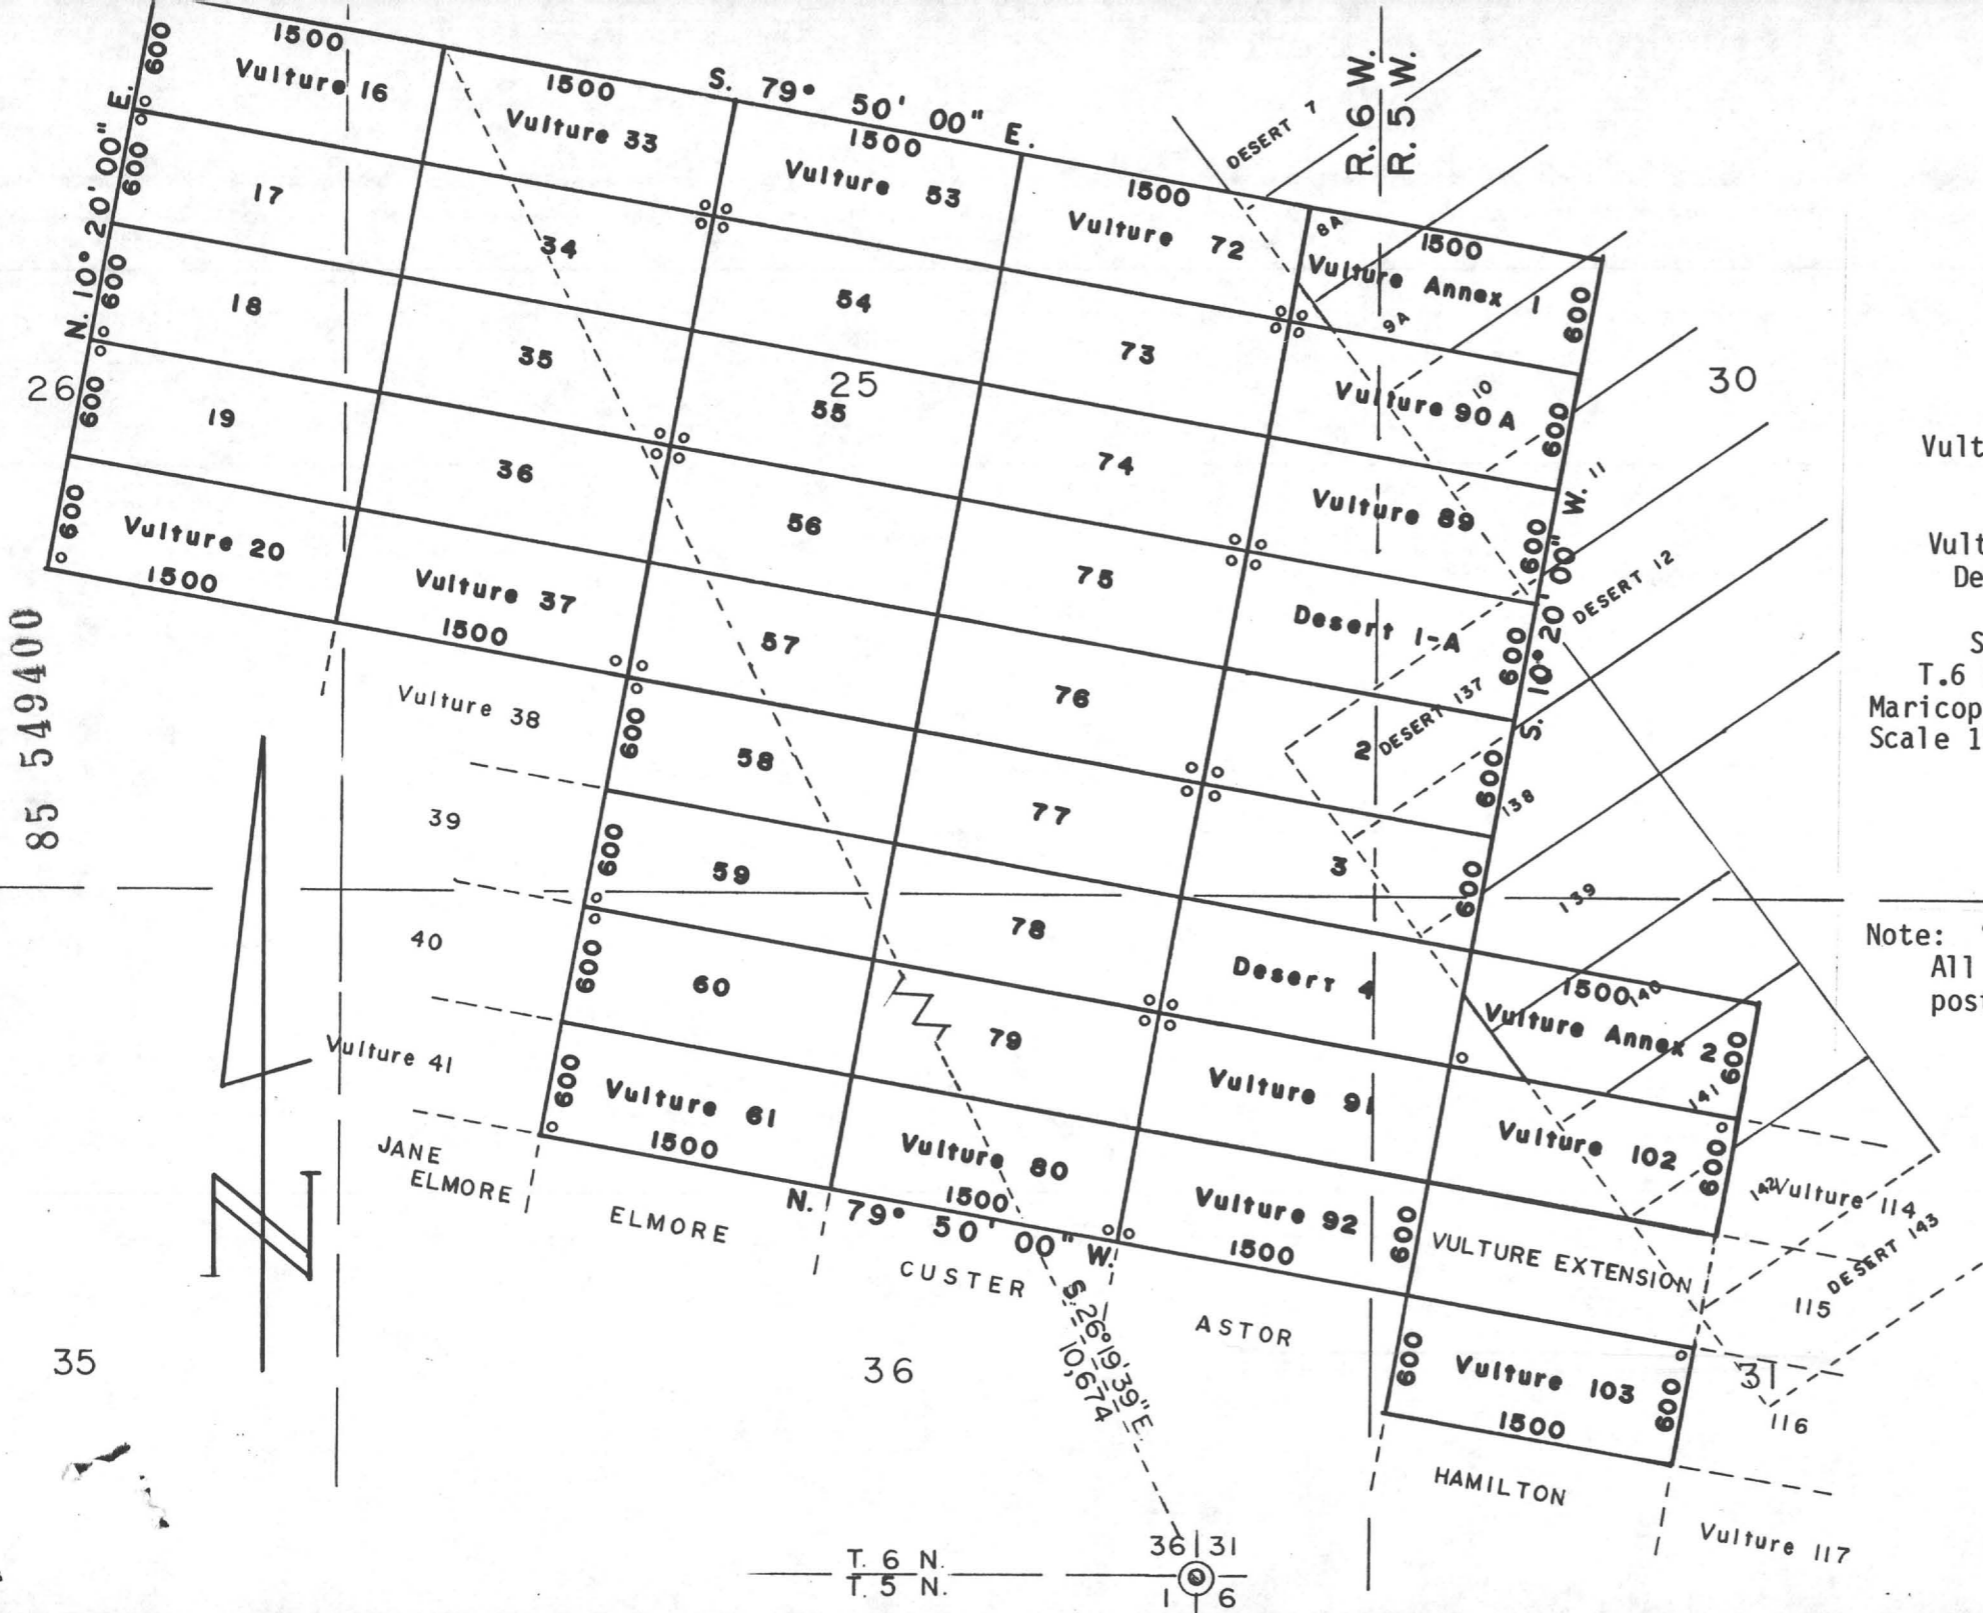 1500
Vulture 16
600
1500
Vulture 33
S. 79° 50' 00" E.
1500
Vulture 53
1500
Vulture 72
DESERT 7
R. 6 W.
R. 5 W.
8A
1500
Vulture Annex 1
600
N. 10° 20' 00" E.
600
17
34
54
73
9A
10
Vulture 90 A
600
30
26
600
18
35
25
55
74
Vulture 89
600
W. 11
S. 10° 20' 00"
DESERT 12
600
19
36
56
75
Desert 1-A
600
600
Vulture 20
1500
Vulture 37
1500
57
76
2
DESERT 137
600
138
85 549400
Vulture 38
600
58
77
3
600
139
39
600
59
78
Desert 4
1500
140
Vulture Annex 2
600
40
600
60
79
Vulture 91
141
Vulture 102
600
Vulture 41
600
Vulture 61
1500
Vulture 80
1500
Vulture 92
1500
600
142
Vulture 114
DESERT 143
JANE
ELMORE
ELMORE
N. 79° 50' 00" W.
CUSTER
ASTOR
VULTURE EXTENSION
115
S. 26°19'39"E.
10,674
35
36
600
Vulture 103
1500
600
31
116
HAMILTON
Vulture 117
N
T. 6 N.
T. 5 N.
36 31
1 6
Vult
Vult
De
S
T.6
Maricop
Scale 1
Note:
All
post